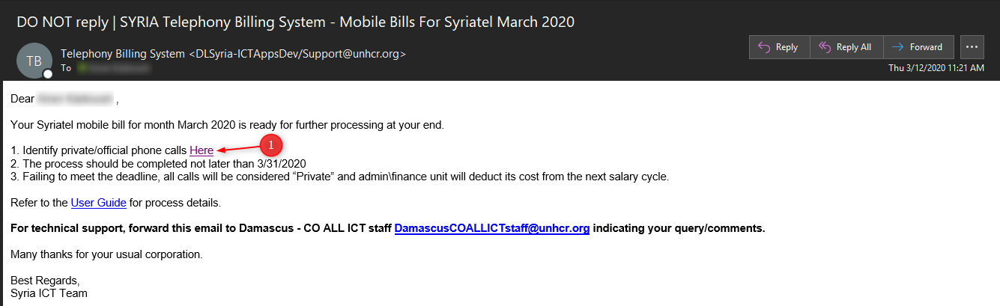 DO NOT reply | SYRIA Telephony Billing System - Mobile Bills For Syriatel March 2020
TB
Telephony Billing System <DLSyria-ICTAppsDev/Support@unhcr.org>
To
Reply
Reply All
Forward
Thu 3/12/2020 11:21 AM
Dear ,
Your Syriatel mobile bill for month March 2020 is ready for further processing at your end.
1. Identify private/official phone calls Here
1
2. The process should be completed not later than 3/31/2020
3. Failing to meet the deadline, all calls will be considered “Private” and admin\finance unit will deduct its cost from the next salary cycle.
Refer to the User Guide for process details.
For technical support, forward this email to Damascus - CO ALL ICT staff DamascusCOALLICTstaff@unhcr.org indicating your query/comments.
Many thanks for your usual corporation.
Best Regards,
Syria ICT Team